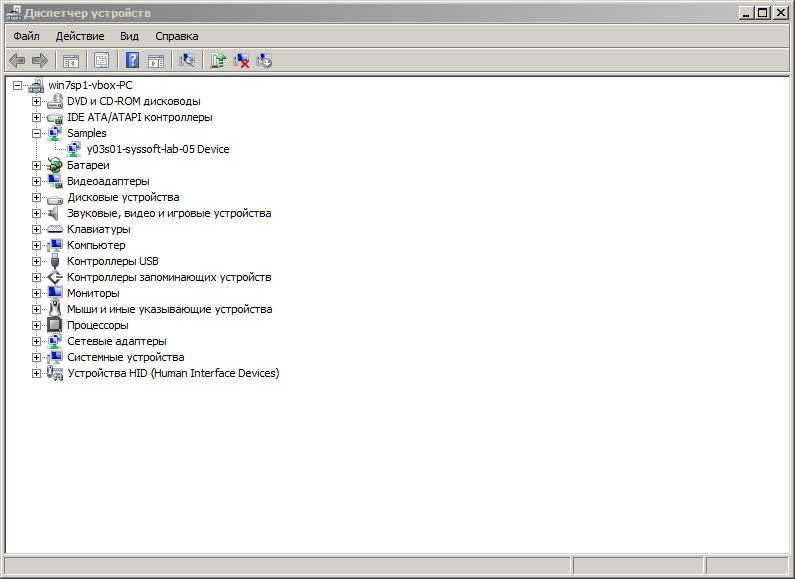 Диспетчер устройств
Файл Действие Вид Справка
win7sp1-vbox-PC
DVD и CD-ROM дисководы
IDE ATA/ATAPI контроллеры
Samples
y03s01-syssoft-lab-05 Device
Батареи
Видеоадаптеры
Дисковые устройства
Звуковые, видео и игровые устройства
Клавиатуры
Компьютер
Контроллеры USB
Контроллеры запоминающих устройств
Мониторы
Мыши и иные указывающие устройства
Процессоры
Сетевые адаптеры
Системные устройства
Устройства HID (Human Interface Devices)